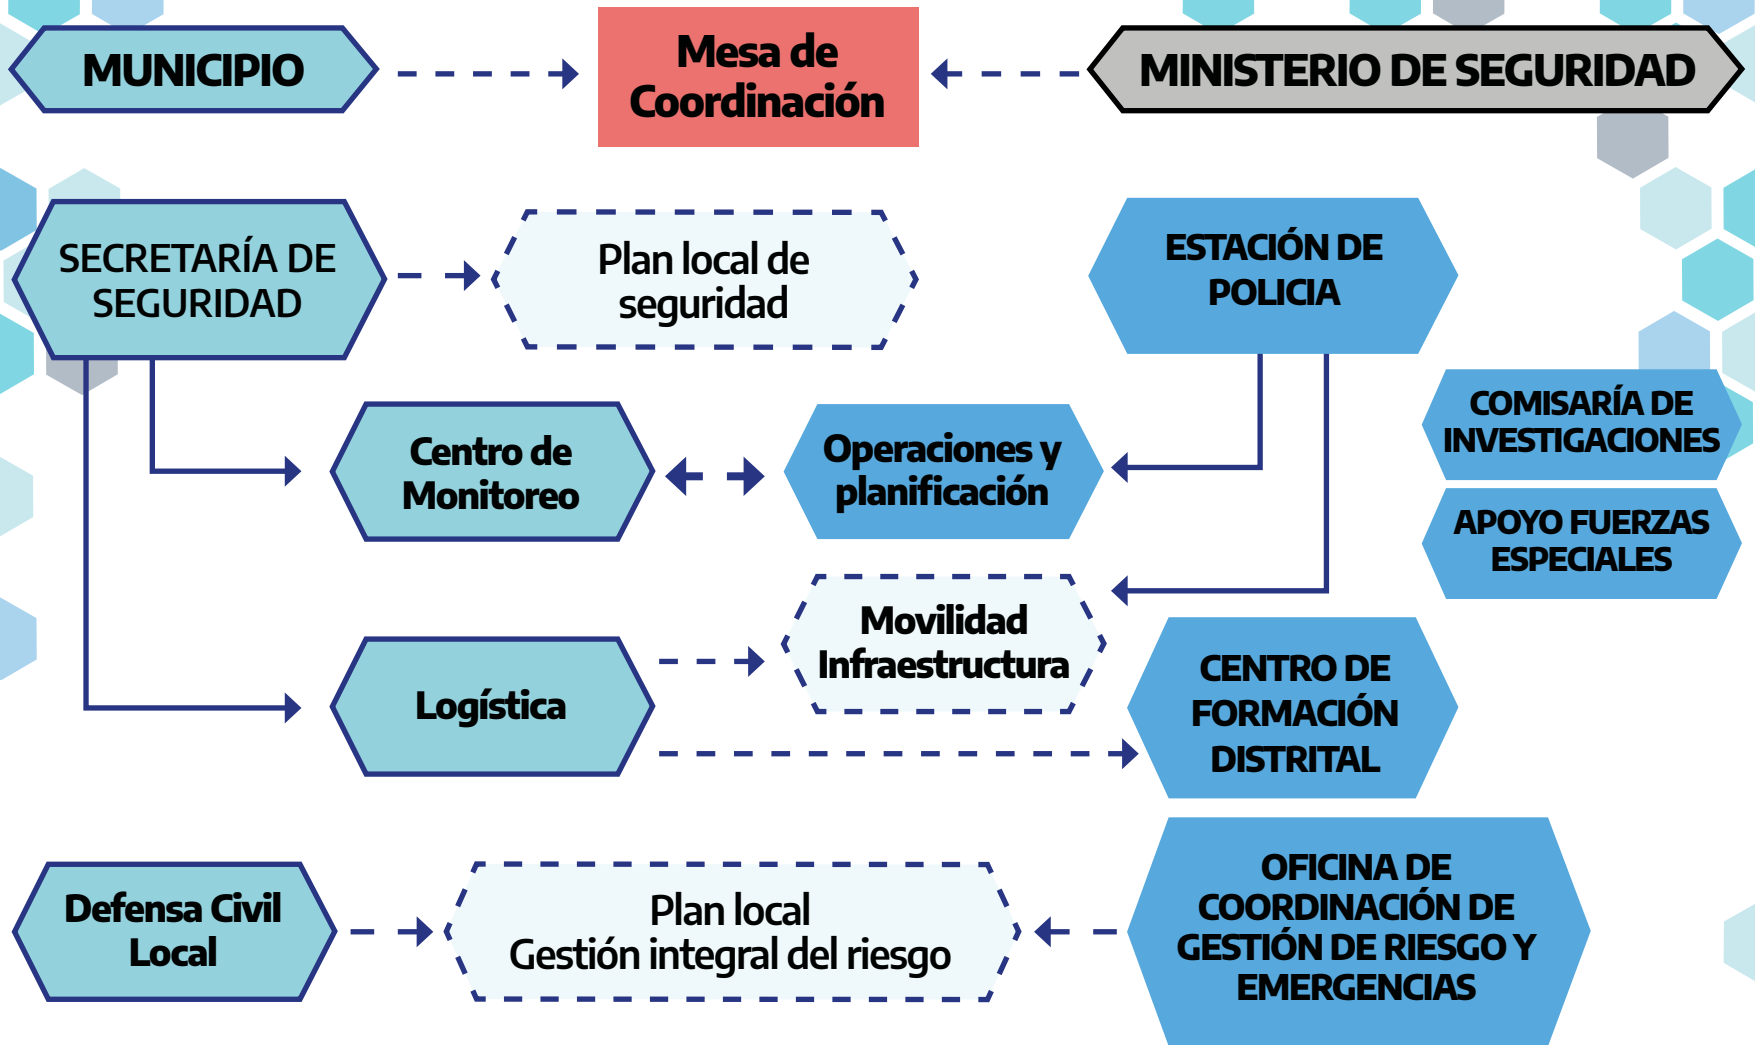 MUNICIPIO
Mesa de
Coordinación
MINISTERIO DE SEGURIDAD
SECRETARÍA DE
SEGURIDAD
Plan local de
seguridad
ESTACIÓN DE
POLICIA
COMISARÍA DE
INVESTIGACIONES
Centro de
Monitoreo
Operaciones y
planificación
APOYO FUERZAS
ESPECIALES
Movilidad
Infraestructura
Logística
CENTRO DE
FORMACIÓN
DISTRITAL
Defensa Civil
Local
Plan local
Gestión integral del riesgo
OFICINA DE
COORDINACIÓN DE
GESTIÓN DE RIESGO Y
EMERGENCIAS